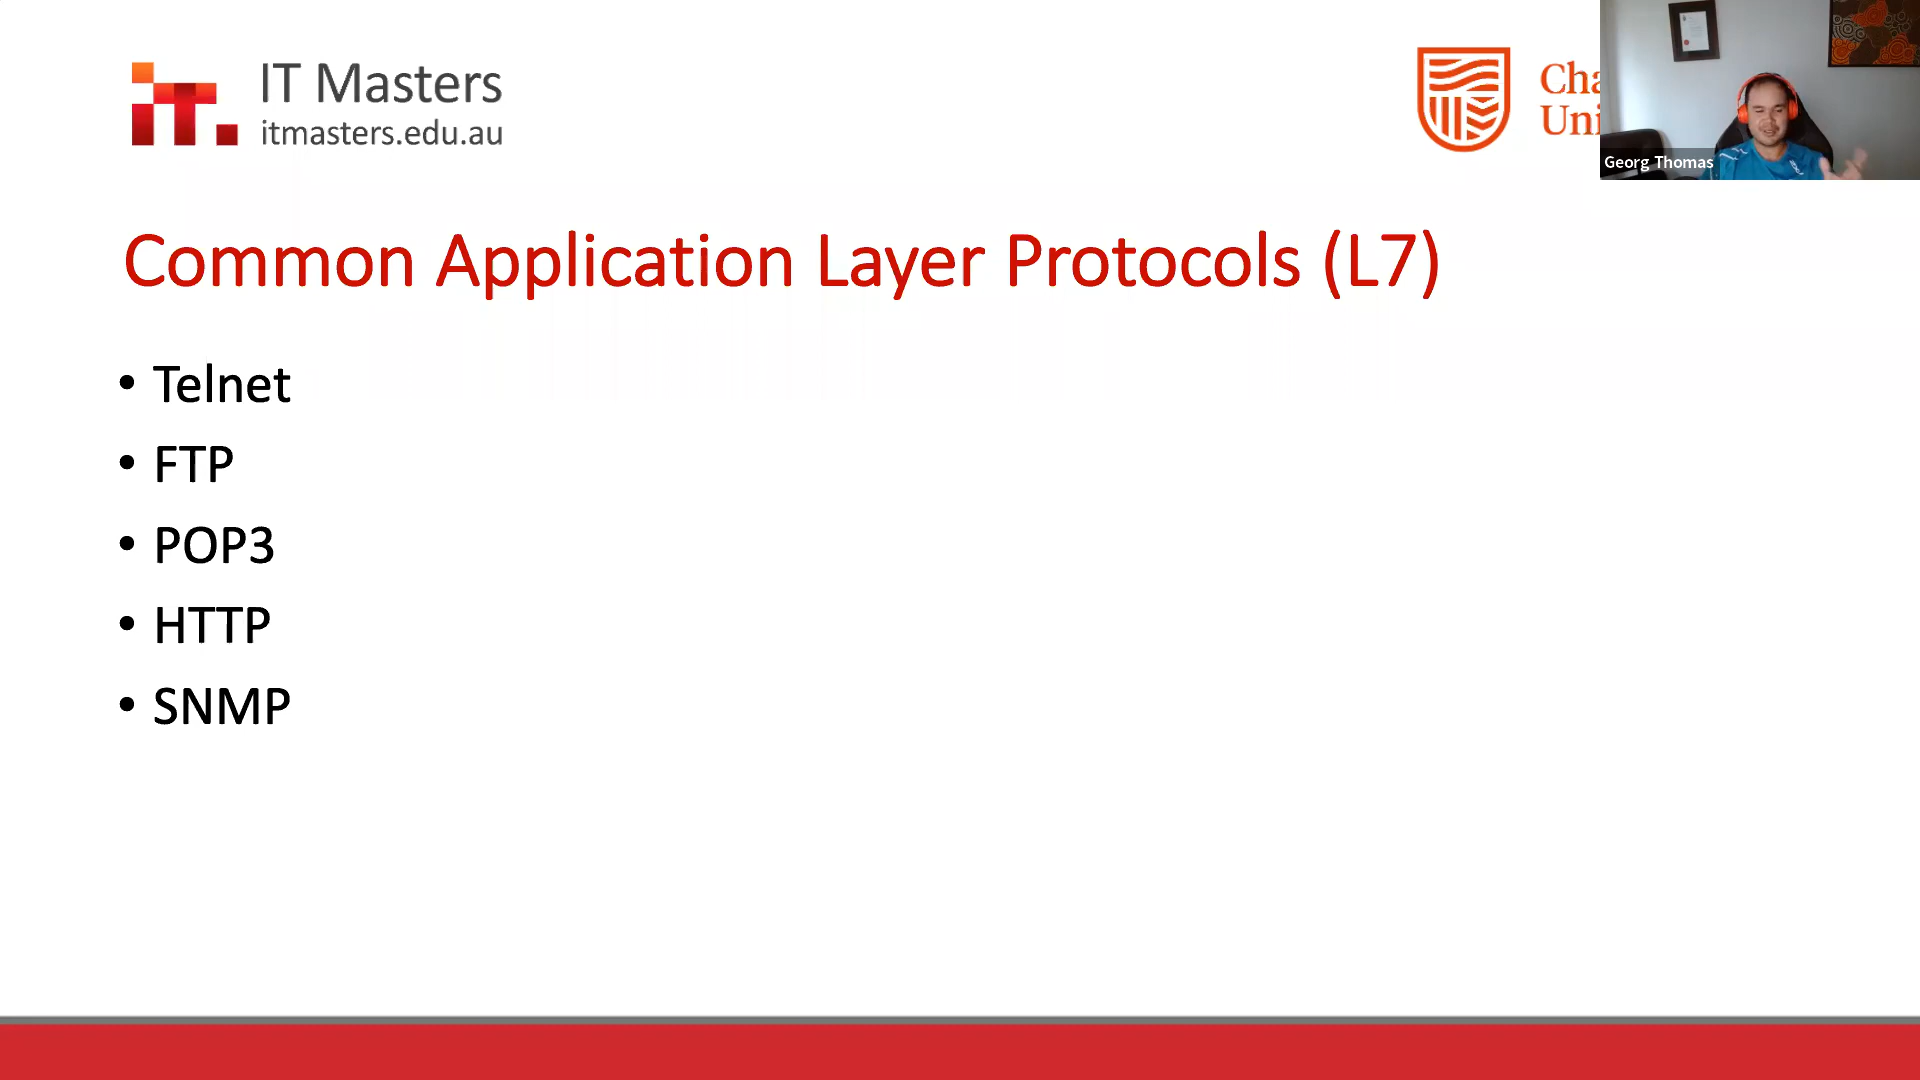 IT Masters
itmasters.edu.au
Georg Thomas
Common Application Layer Protocols (L7)
• Telnet
• FTP
• POP3
• HTTP
• SNMP